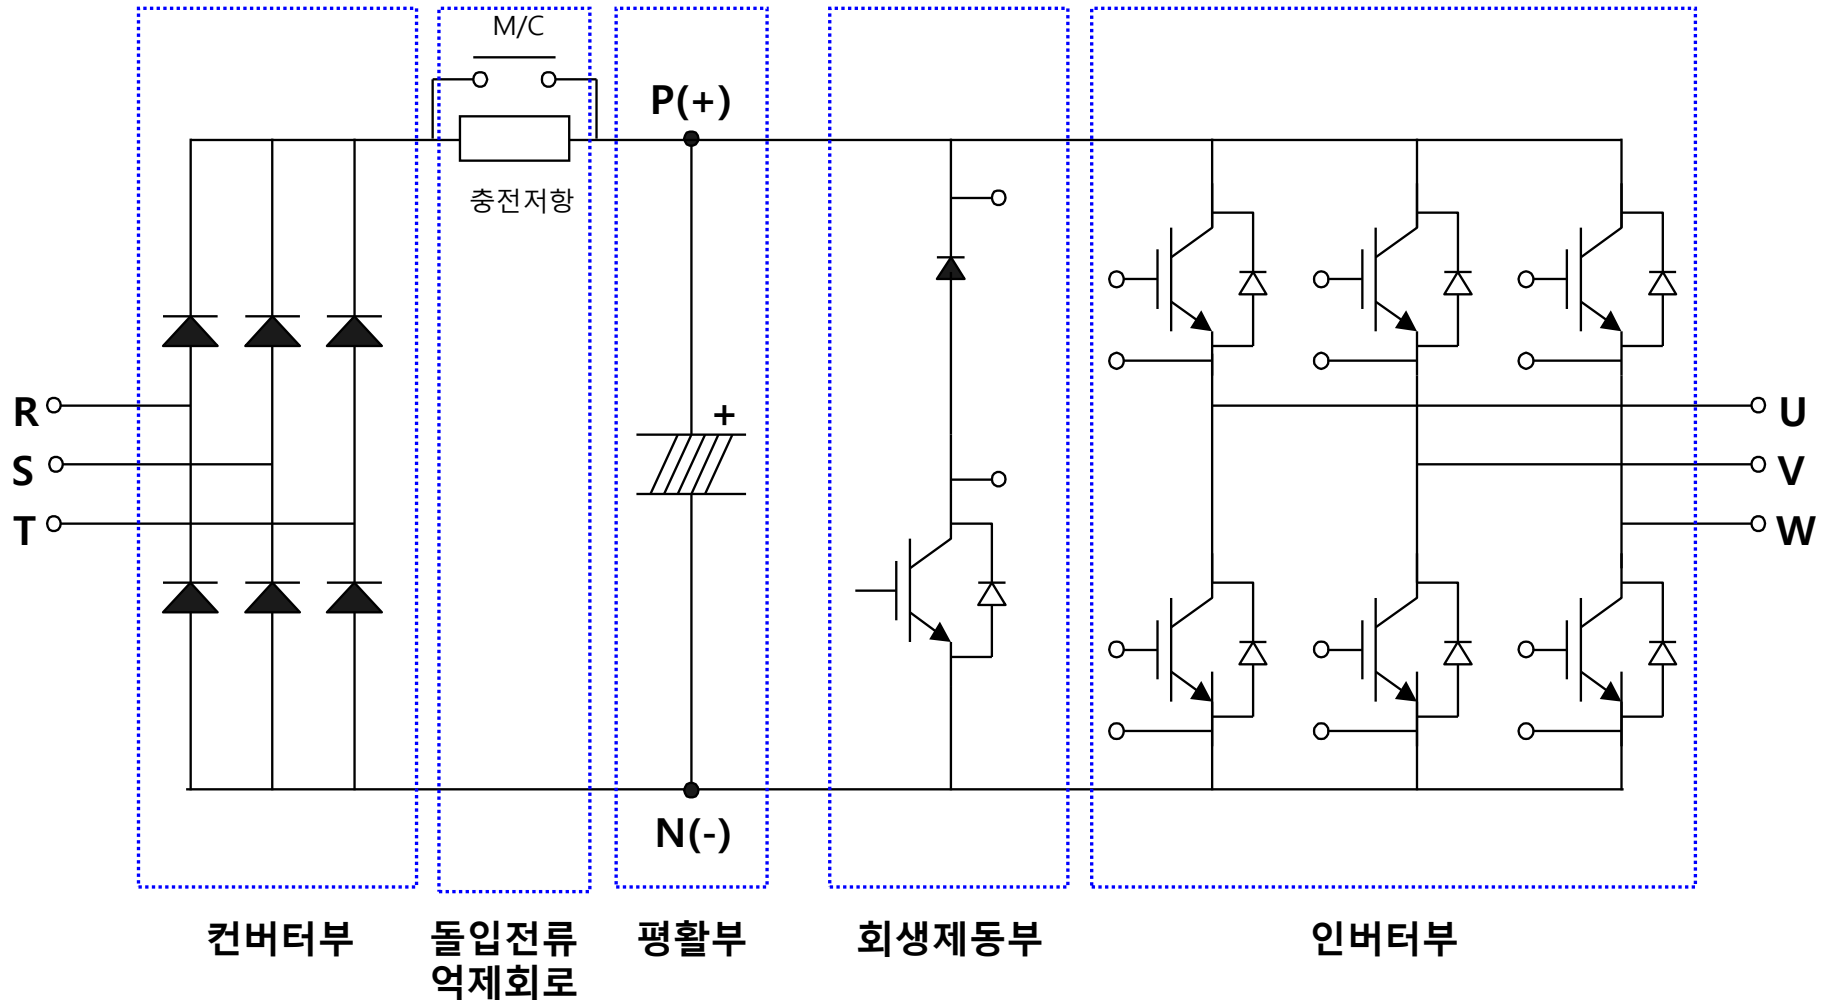 M/C
P(+)
충전저항
+
R
S
T
U
V
W
N(-)
컨버터부
돌입전류
억제회로
평활부
회생제동부
인버터부